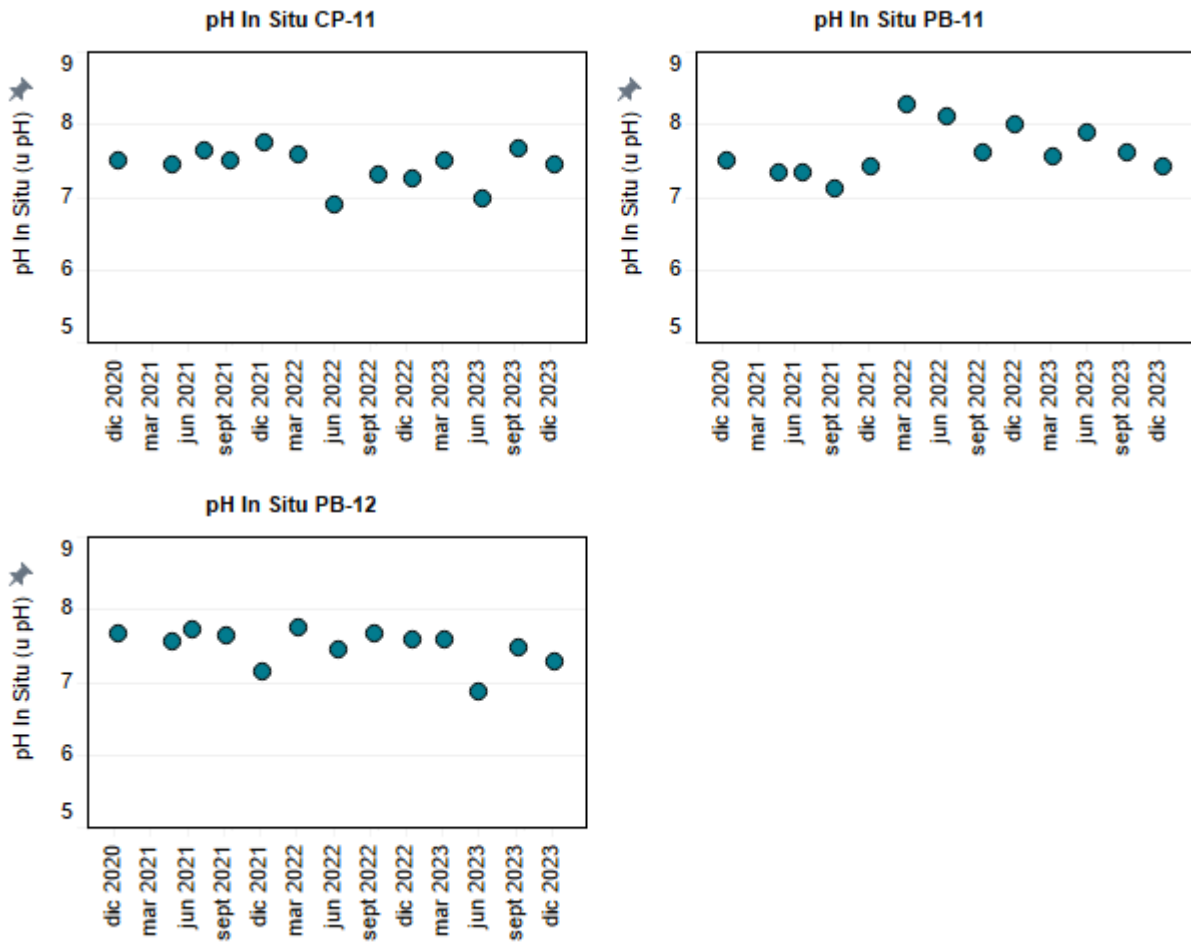 pH In Situ CP-11
pH In Situ (u pH)
9
8
7
6
5
dic 2020
mar 2021
jun 2021
sept 2021
dic 2021
mar 2022
jun 2022
sept 2022
dic 2022
mar 2023
jun 2023
sept 2023
dic 2023
pH In Situ PB-11
pH In Situ (u pH)
9
8
7
6
5
dic 2020
mar 2021
jun 2021
sept 2021
dic 2021
mar 2022
jun 2022
sept 2022
dic 2022
mar 2023
jun 2023
sept 2023
dic 2023
pH In Situ PB-12
pH In Situ (u pH)
9
8
7
6
5
dic 2020
mar 2021
jun 2021
sept 2021
dic 2021
mar 2022
jun 2022
sept 2022
dic 2022
mar 2023
jun 2023
sept 2023
dic 2023